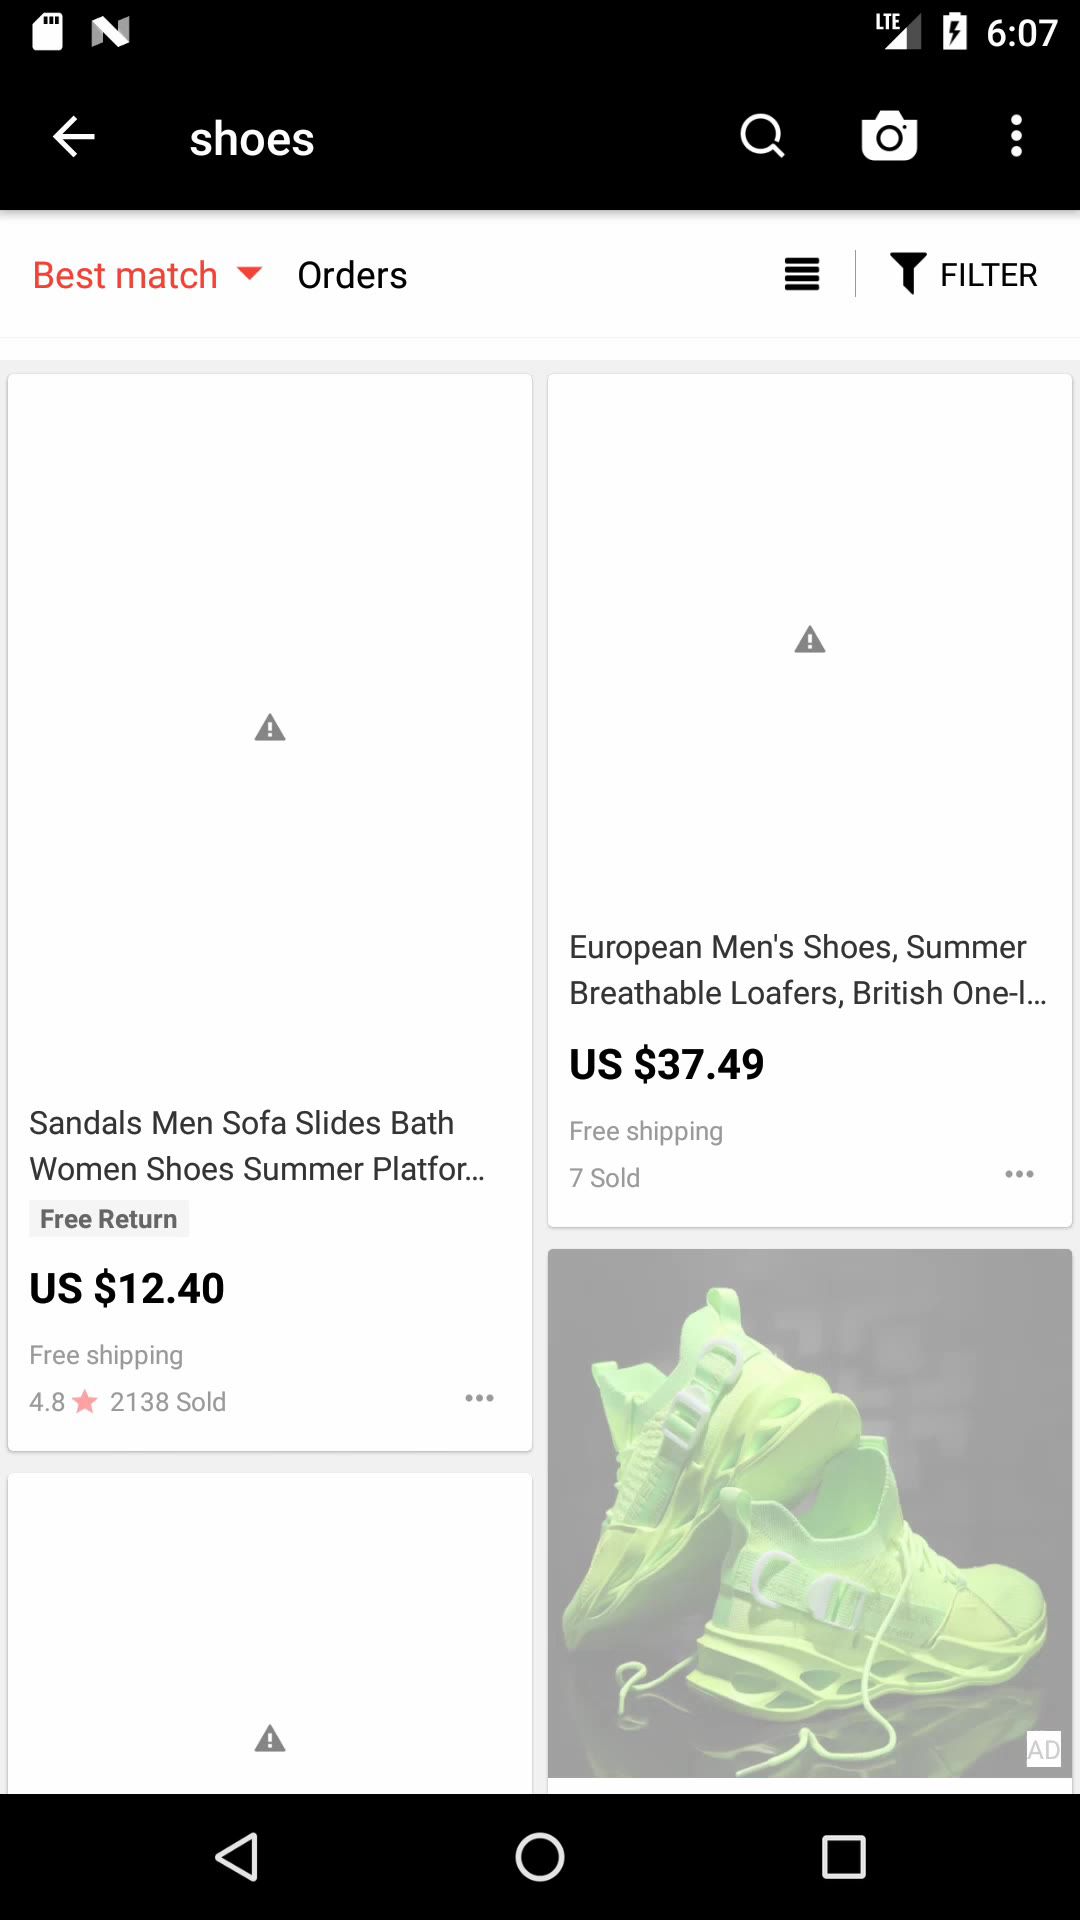 LTE 6:07
shoes
Best match Orders FILTER
Sandals Men Sofa Slides Bath
Women Shoes Summer Platfor...
Free Return
US $12.40
Free shipping
4.8 2138 Sold
European Men's Shoes, Summer
Breathable Loafers, British One-l...
US $37.49
Free shipping
7 Sold
AD